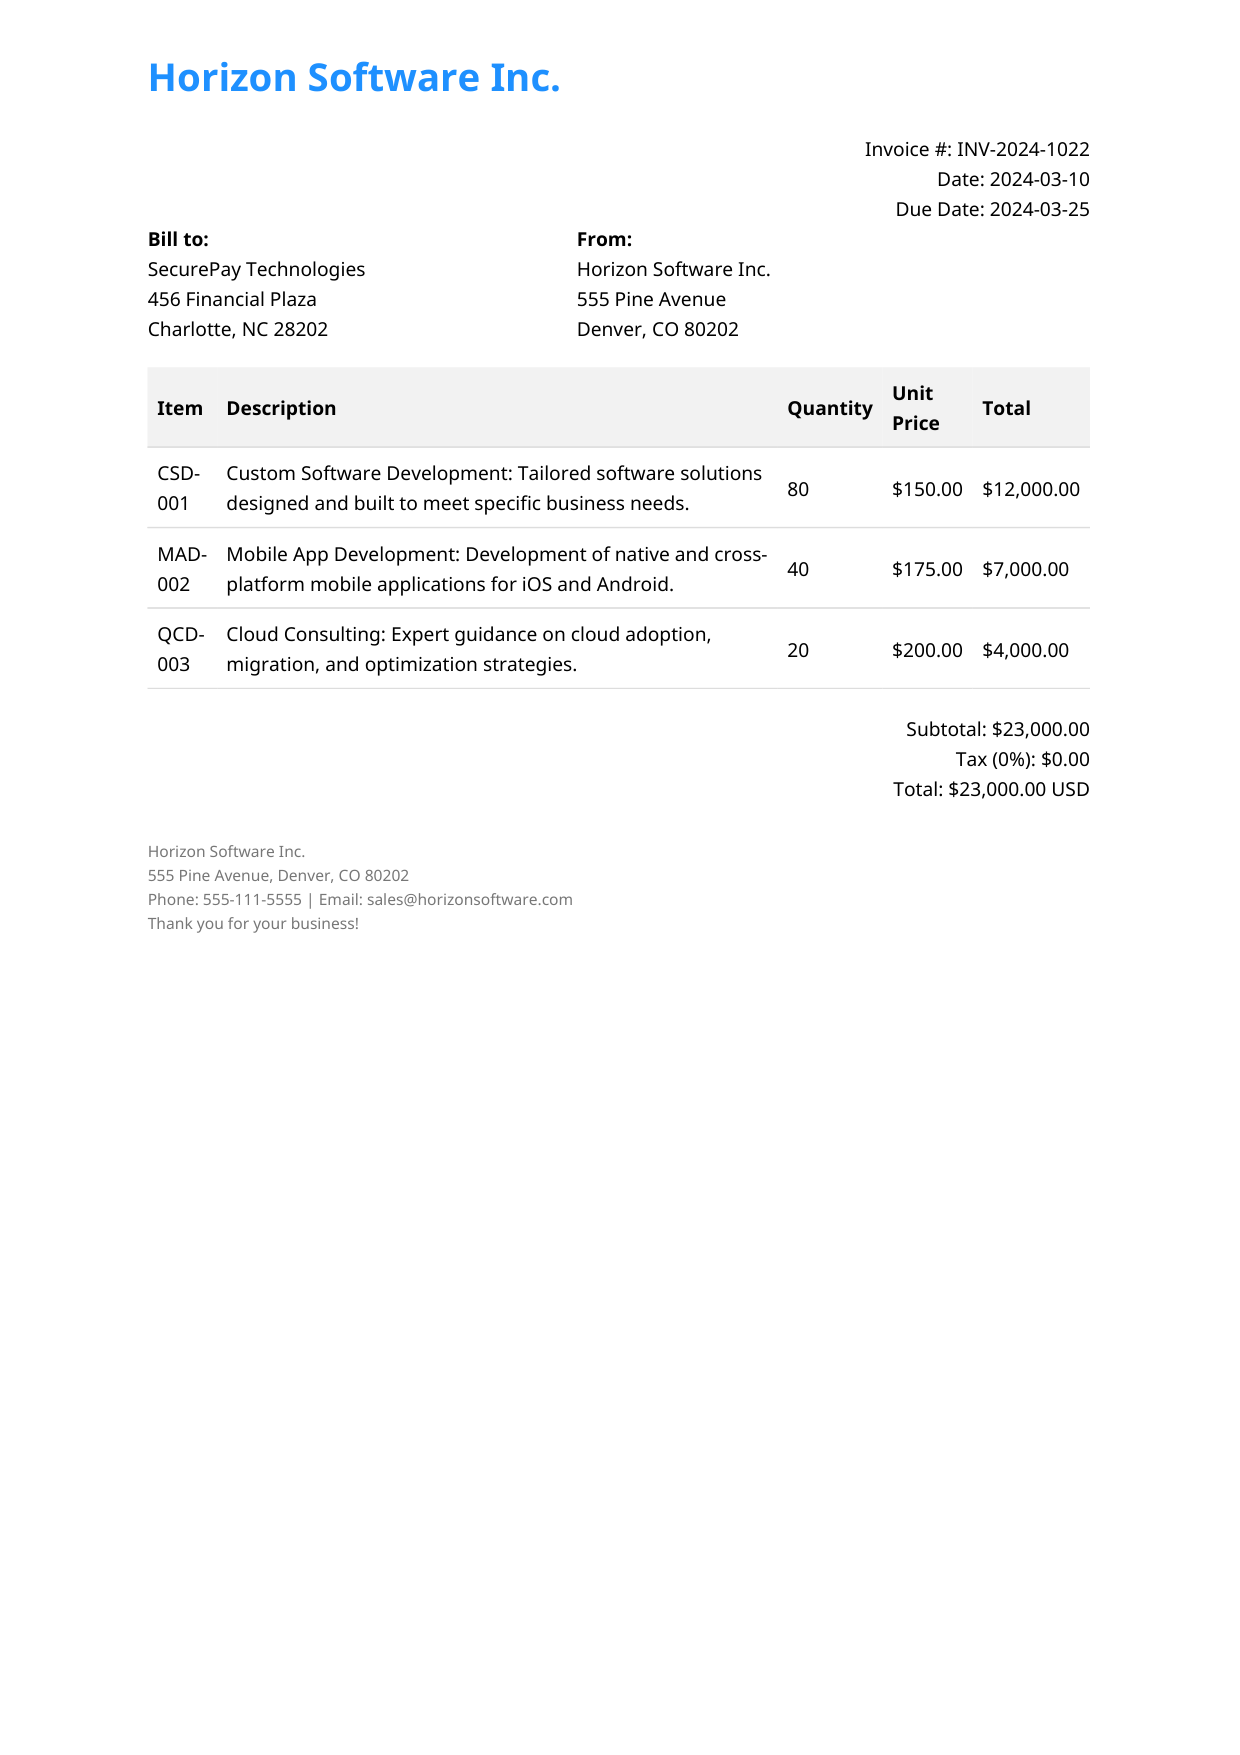 Horizon Software Inc.
Invoice #: INV-2024-1022
Date: 2024-03-10
Due Date: 2024-03-25
Bill to:
SecurePay Technologies
456 Financial Plaza
Charlotte, NC 28202
From:
Horizon Software Inc.
555 Pine Avenue
Denver, CO 80202
Item Description Quantity Unit Price Total
CSD-001 Custom Software Development: Tailored software solutions
designed and built to meet specific business needs. 80 $150.00 $12,000.00
MAD-002 Mobile App Development: Development of native and cross-
platform mobile applications for iOS and Android. 40 $175.00 $7,000.00
QCD-003 Cloud Consulting: Expert guidance on cloud adoption,
migration, and optimization strategies. 20 $200.00 $4,000.00
Subtotal: $23,000.00
Tax (0%): $0.00
Total: $23,000.00 USD
Horizon Software Inc.
555 Pine Avenue, Denver, CO 80202
Phone: 555-111-5555 | Email: sales@horizonsoftware.com
Thank you for your business!